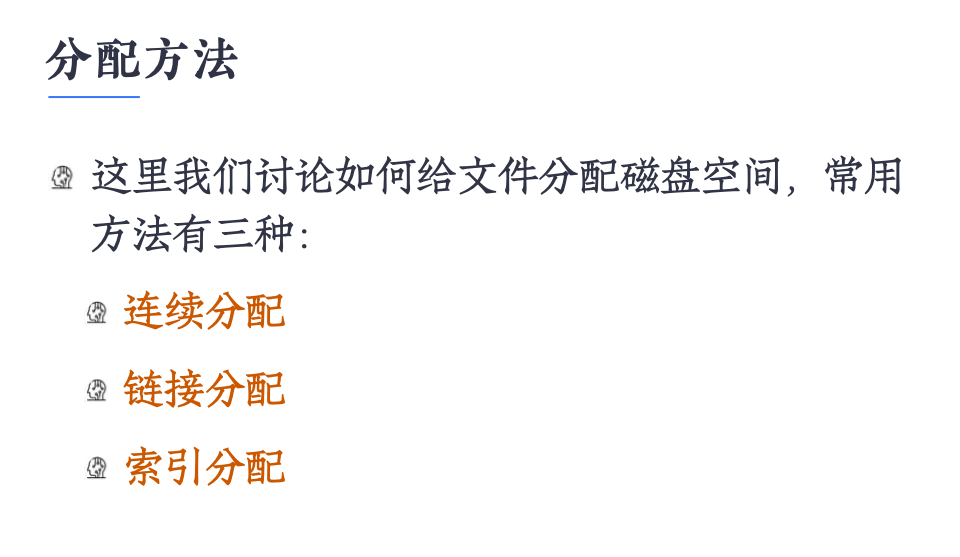 分配方法
这里我们讨论如何给文件分配磁盘空间，常用
方法有三种：
连续分配
链接分配
索引分配